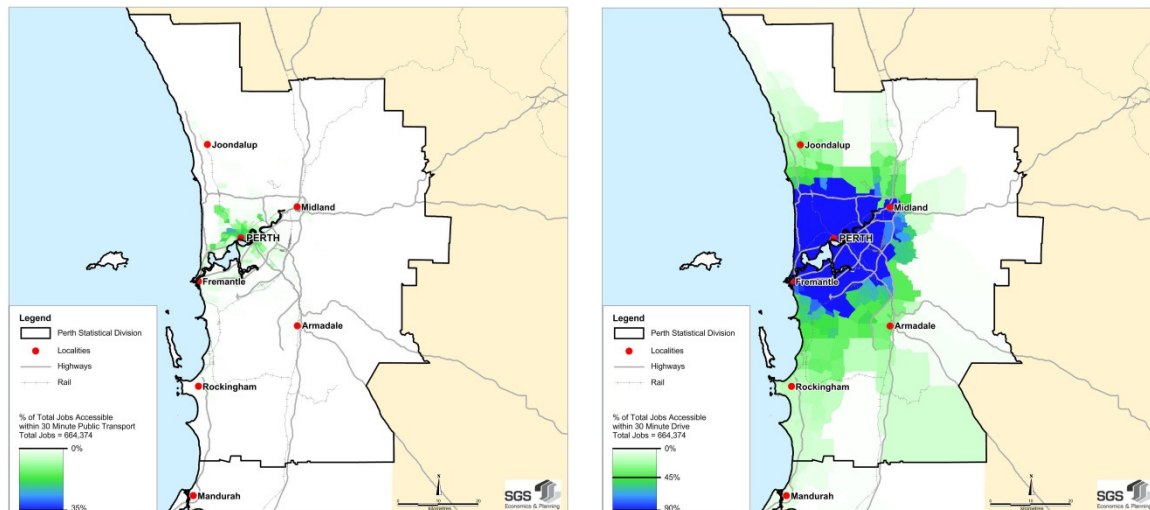 Joondalup
Midland
PERTH
Fremantle
Armadale
Rockingham
Mandurah
Legend
Perth Statistical Division
Localities
Highways
Rail
% of Total Jobs Accessible
within 30 Minute Public Transport
Total Jobs = 664,374
0%
35%
SGS
Economics & Planning
Joondalup
Midland
PERTH
Fremantle
Armadale
Rockingham
Mandurah
Legend
Perth Statistical Division
Localities
Highways
Rail
% of Total Jobs Accessible
within 30 Minute Drive
Total Jobs = 664,374
0%
45%
90%
SGS
Economics & Planning